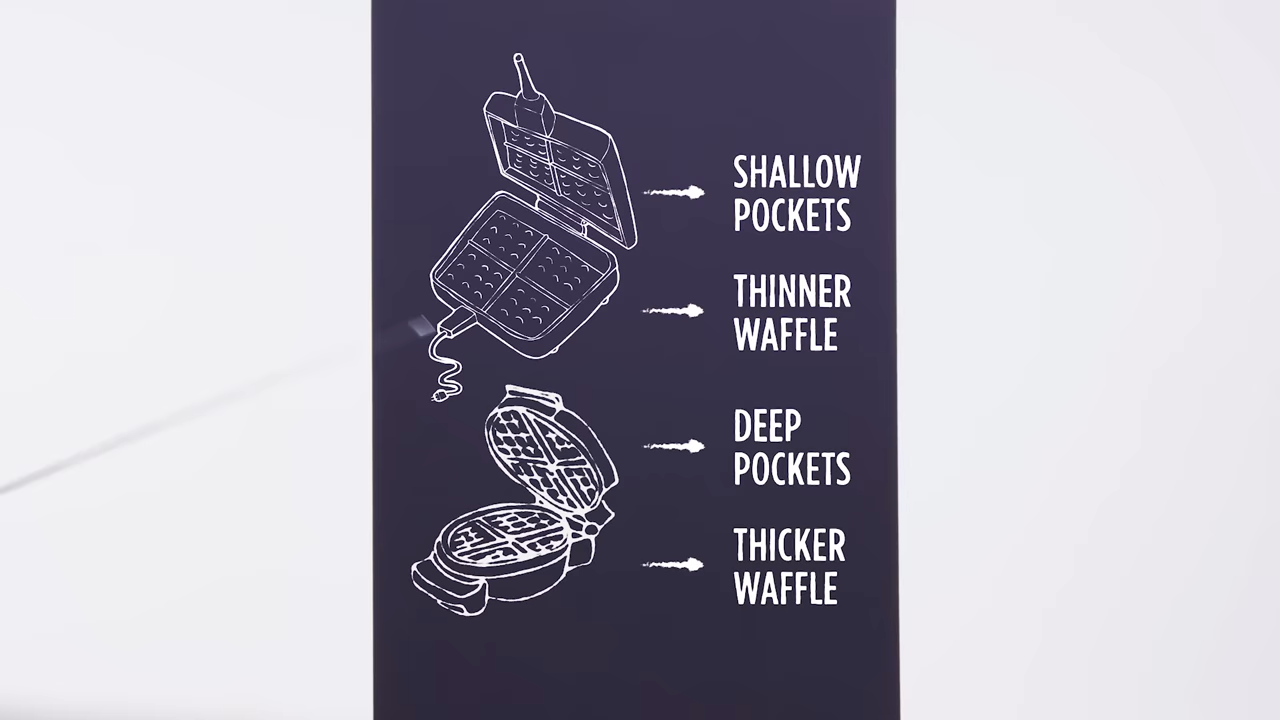 SHALLOW
POCKETS
THINNER
WAFFLE
DEEP
POCKETS
THICKER
WAFFLE